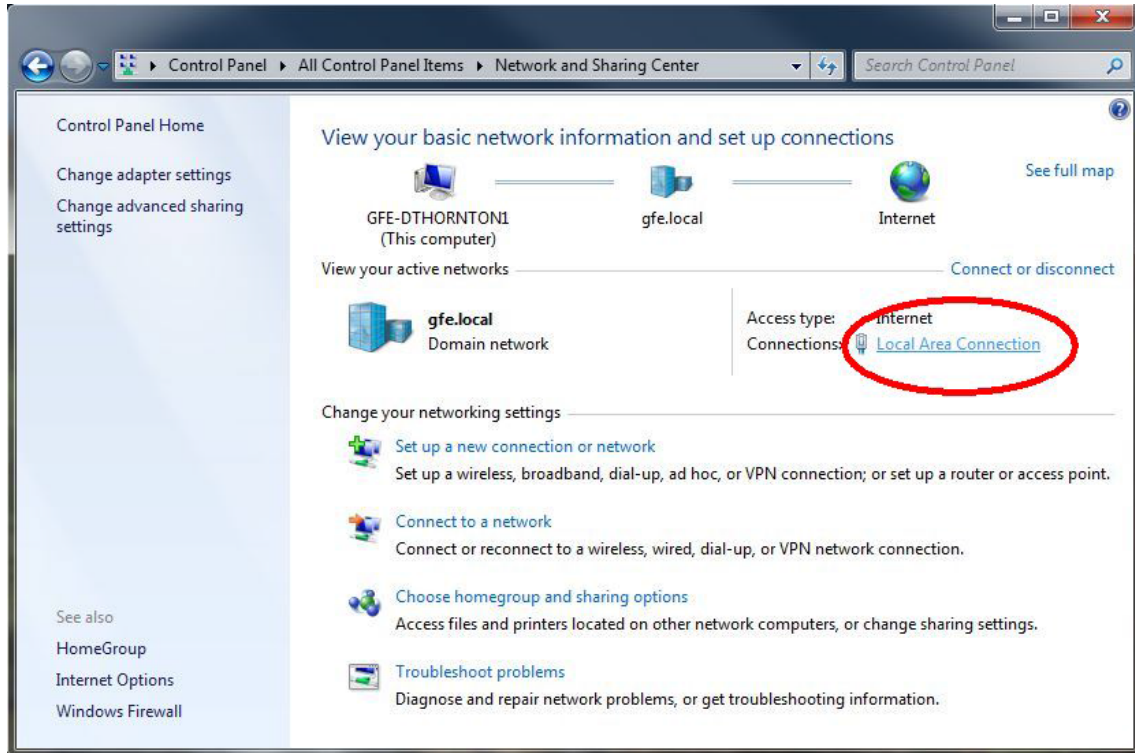 Control Panel ▸ All Control Panel Items ▸ Network and Sharing Center
Search Control Panel
Control Panel Home
Change adapter settings
Change advanced sharing
settings
See also
HomeGroup
Internet Options
Windows Firewall
View your basic network information and set up connections
See full map
GFE-DTHORNTON1
(This computer)
gfe.local
Internet
View your active networks
Connect or disconnect
gfe.local
Domain network
Access type: Internet
Connections: Local Area Connection
Change your networking settings
Set up a new connection or network
Set up a wireless, broadband, dial-up, ad hoc, or VPN connection; or set up a router or access point.
Connect to a network
Connect or reconnect to a wireless, wired, dial-up, or VPN network connection.
Choose homegroup and sharing options
Access files and printers located on other network computers, or change sharing settings.
Troubleshoot problems
Diagnose and repair network problems, or get troubleshooting information.